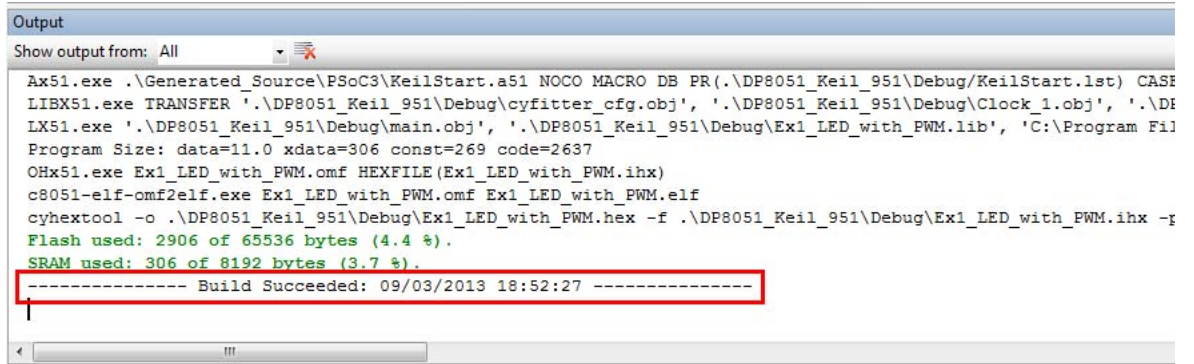 Output
Show output from: All
Ax51.exe .\Generated_Source\PSoC3\KeilStart.a51 NOCO MACRO DB PR(.\DP8051_Keil_951\Debug/KeilStart.lst) CASE
LIBX51.exe TRANSFER '.\DP8051_Keil_951\Debug\cyfitter_cfg.obj', '.\DP8051_Keil_951\Debug\Clock_1.obj', '.\DP
LX51.exe '.\DP8051_Keil_951\Debug\main.obj', '.\DP8051_Keil_951\Debug\Ex1_LED_with_PWM.lib', 'C:\Program Fil
Program Size: data=11.0 xdata=306 const=269 code=2637
OHx51.exe Ex1_LED_with_PWM.omf HEXFILE(Ex1_LED_with_PWM.ihx)
c8051-elf-omf2elf.exe Ex1_LED_with_PWM.omf Ex1_LED_with_PWM.elf
cyhextool -o .\DP8051_Keil_951\Debug\Ex1_LED_with_PWM.hex -f .\DP8051_Keil_951\Debug\Ex1_LED_with_PWM.ihx -p
Flash used: 2906 of 65536 bytes (4.4 %).
SRAM used: 306 of 8192 bytes (3.7 %).
--------------- Build Succeeded: 09/03/2013 18:52:27 ---------------